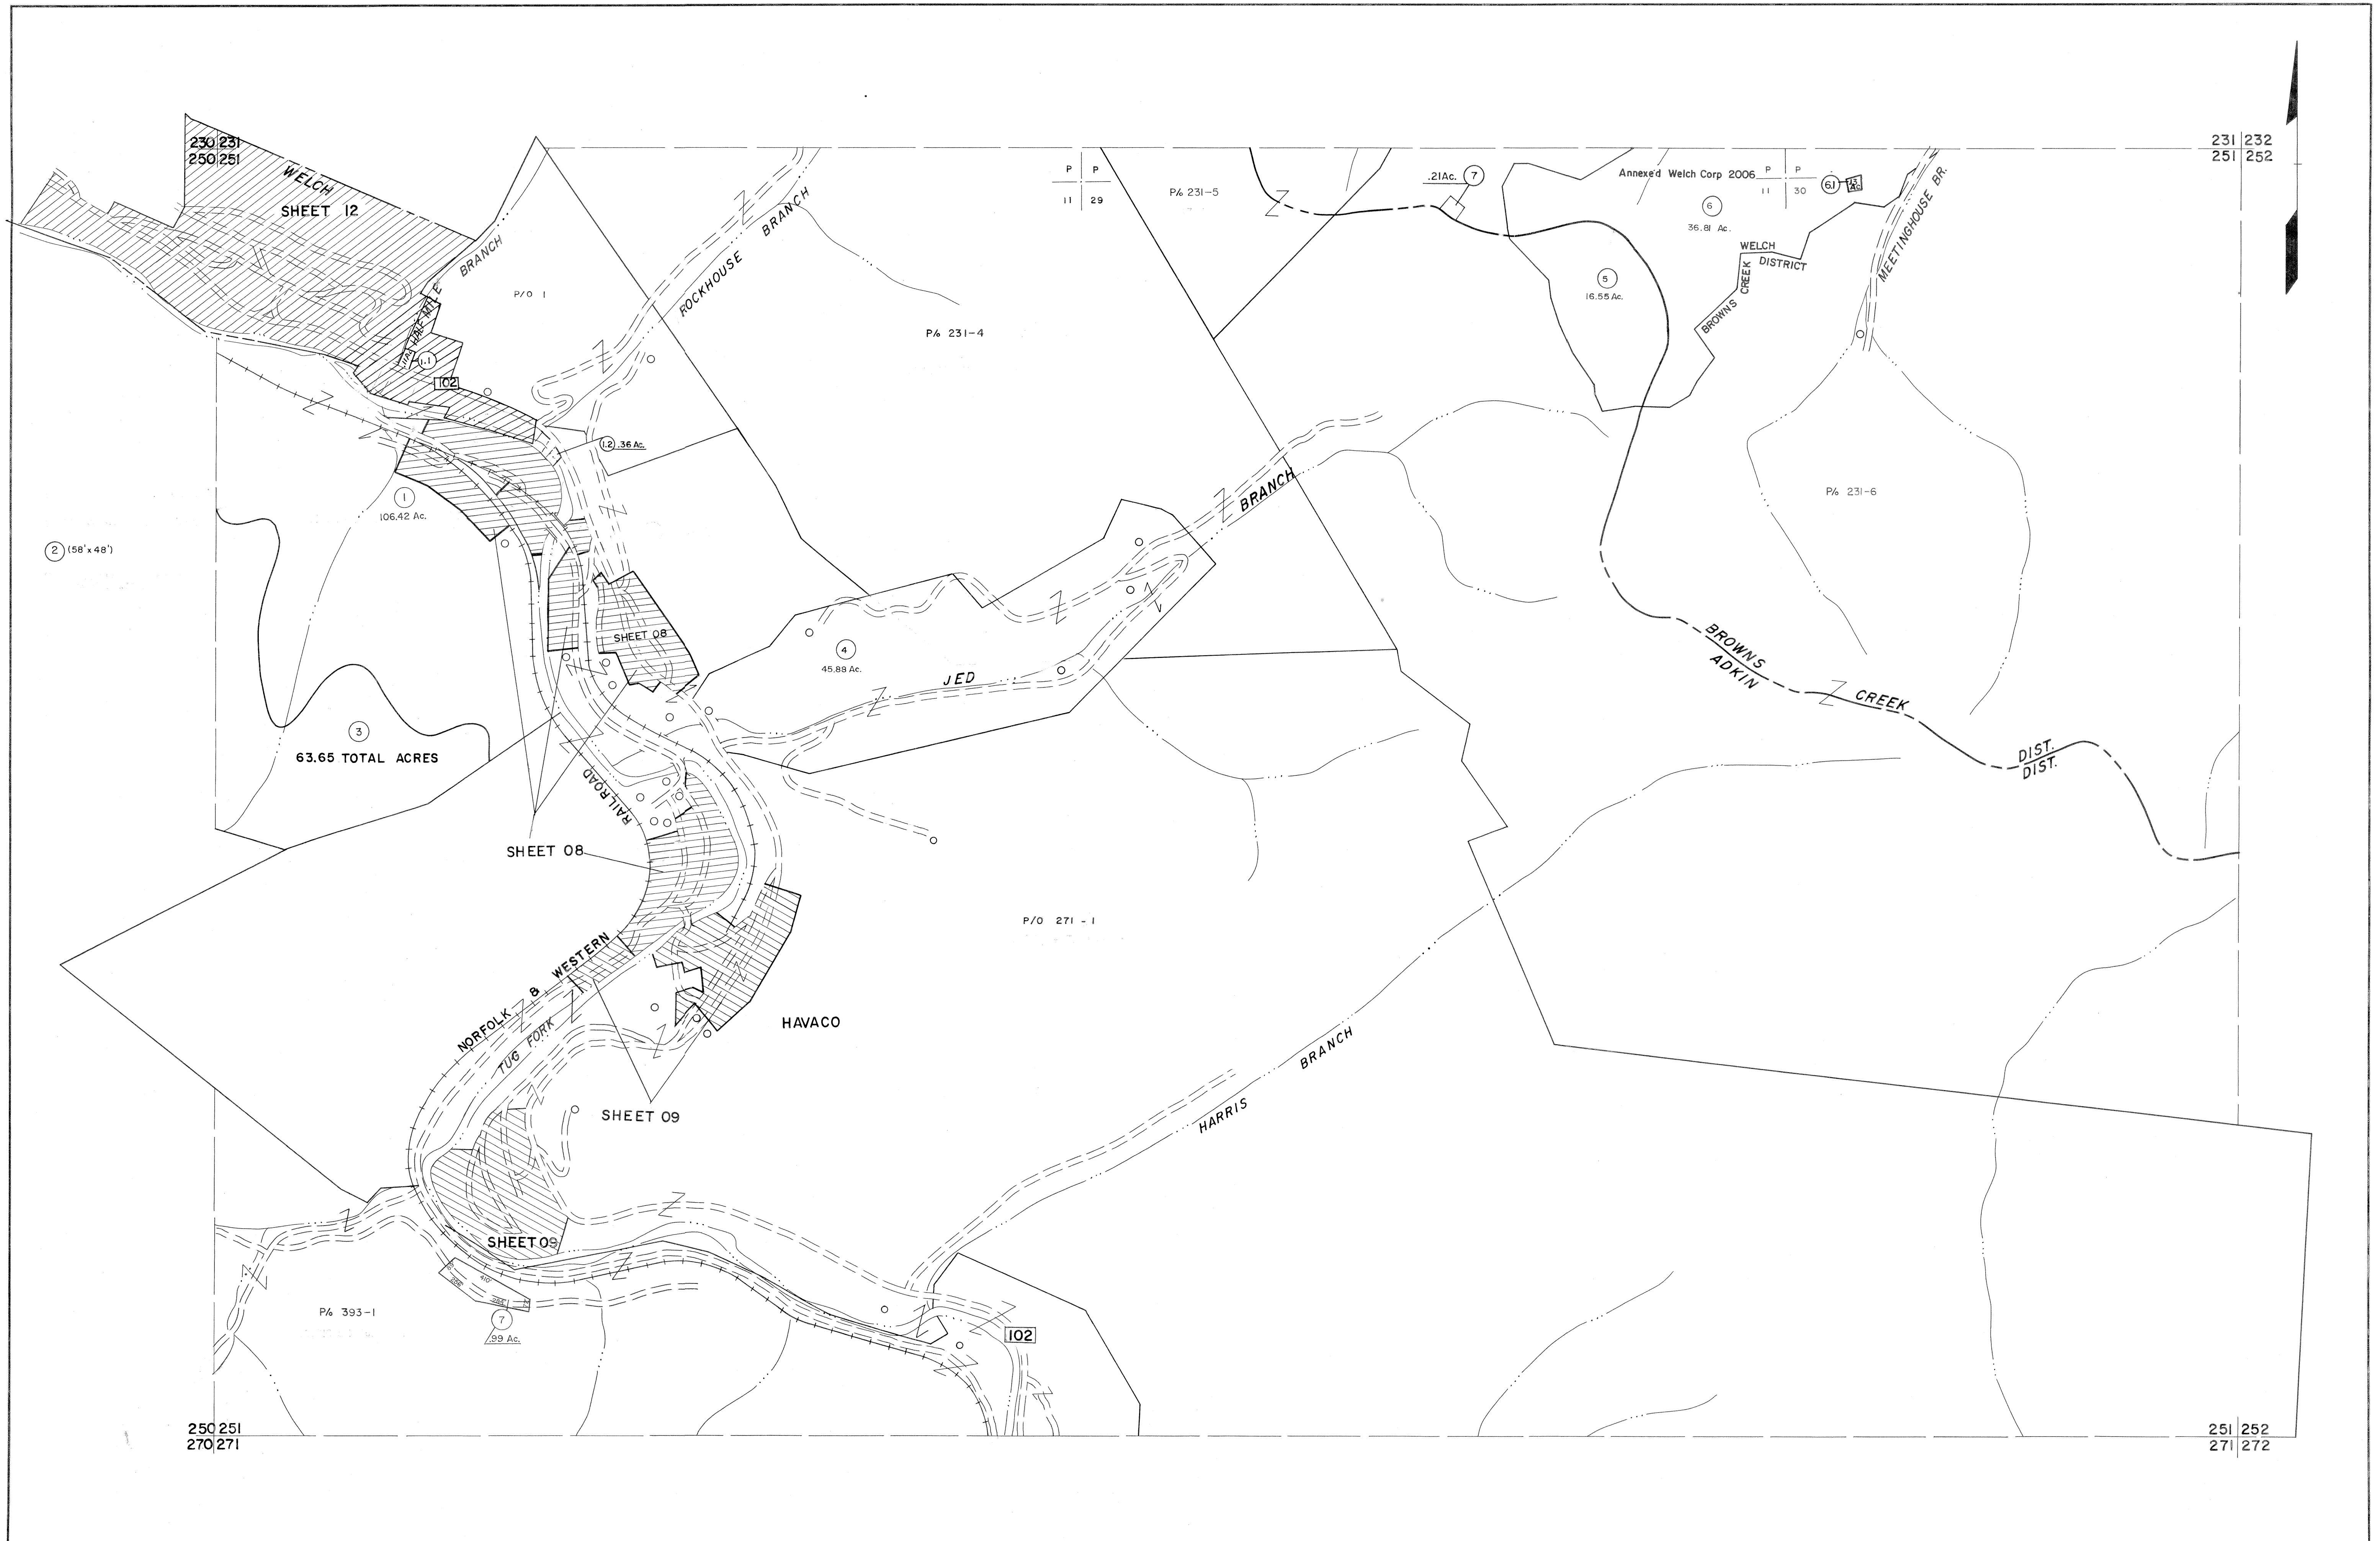 230 231
250 251
WELCH
SHEET 12
231 232
251 252
P P
11 29
P/o 231-5
.21Ac. 7
Annexed Welch Corp 2006
P P
11 30
6.1
6
36.81 Ac.
MEETINGHOUSE BR.
HALF MILE BRANCH
P/O 1
ROCKHOUSE BRANCH
P/o 231-4
5
16.55 Ac.
WELCH
DISTRICT
BROWNS CREEK
1.1
102
1.2 .36 Ac.
1
106.42 Ac.
2 (58'x 48')
P/o 231-6
BRANCH
SHEET 08
4
45.88 Ac.
JED
BROWNS
ADKIN
CREEK
DIST.
DIST.
3
63.65 TOTAL ACRES
RAILROAD
SHEET 08
P/O 271 - 1
NORFOLK & WESTERN
TUG FORK
HAVACO
HARRIS BRANCH
SHEET 09
SHEET 09
P/o 393-1
410'
7
.99 Ac.
102
250 251
270 271
251 252
271 272